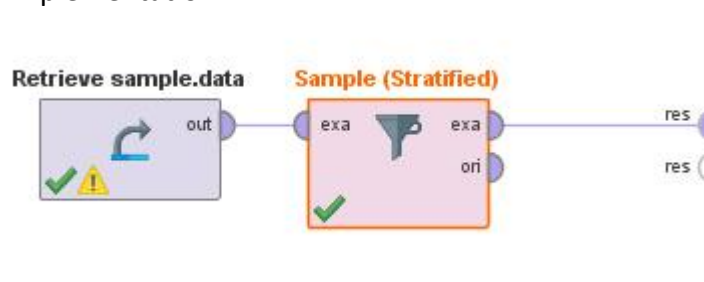 Retrieve sample.data
Sample (Stratified)
out
exa
exa
ori
res
res